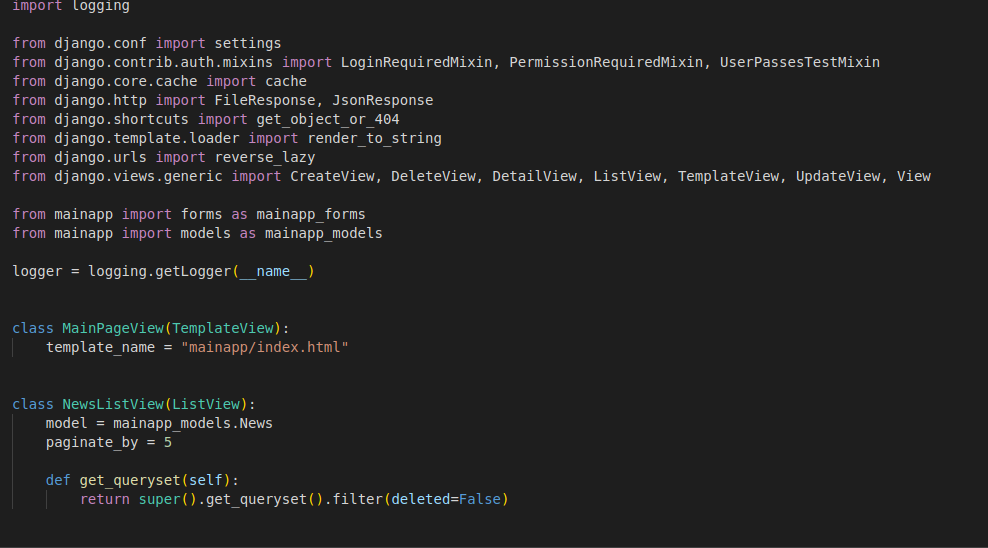 import logging
from django.conf import settings
from django.contrib.auth.mixins import LoginRequiredMixin, PermissionRequiredMixin, UserPassesTestMixin
from django.core.cache import cache
from django.http import FileResponse, JsonResponse
from django.shortcuts import get_object_or_404
from django.template.loader import render_to_string
from django.urls import reverse_lazy
from django.views.generic import CreateView, DeleteView, DetailView, ListView, TemplateView, UpdateView, View
from mainapp import forms as mainapp_forms
from mainapp import models as mainapp_models
logger = logging.getLogger(__name__)
class MainPageView(TemplateView):
    template_name = "mainapp/index.html"
class NewsListView(ListView):
    model = mainapp_models.News
    paginate_by = 5
    def get_queryset(self):
        return super().get_queryset().filter(deleted=False)